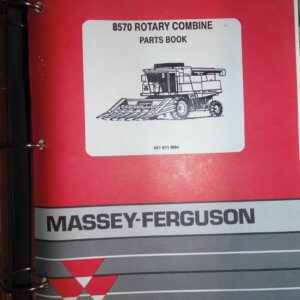 8570 ROTARY COMBINE
PARTS BOOK
MASSEY-FERGUSON